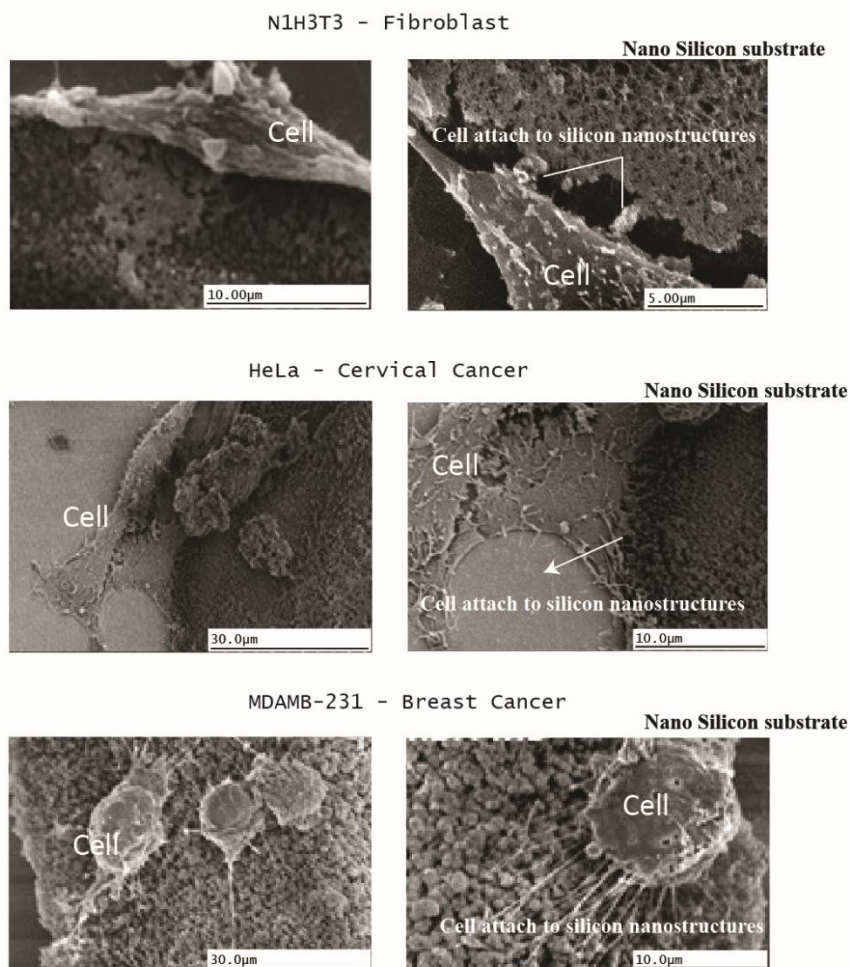 N1H3T3 - Fibroblast
Nano Silicon substrate
Cell
Cell attach to silicon nanostructures
Cell
10.00µm
5.00µm
HeLa - Cervical Cancer
Nano Silicon substrate
Cell
Cell
Cell attach to silicon nanostructures
30.0µm
10.0µm
MDAMB-231 - Breast Cancer
Nano Silicon substrate
Cell
Cell
Cell attach to silicon nanostructures
30.0µm
10.0µm